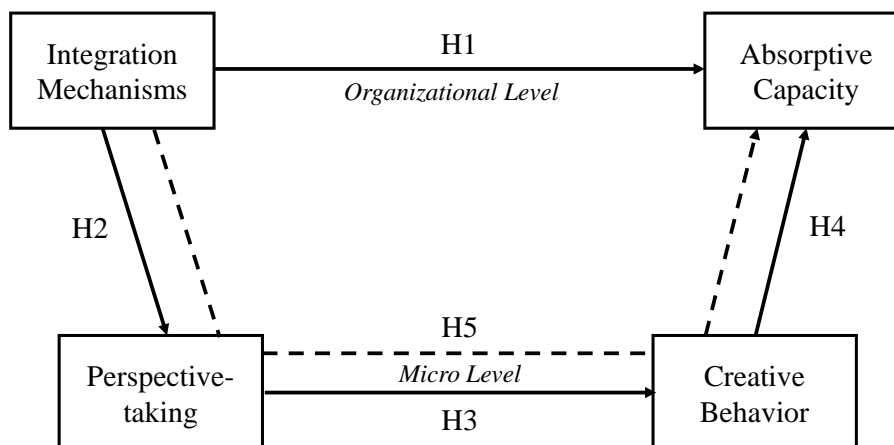 Integration
Mechanisms
H1
Organizational Level
Absorptive
Capacity
H2
H4
H5
Perspective-
taking
Micro Level
H3
Creative
Behavior